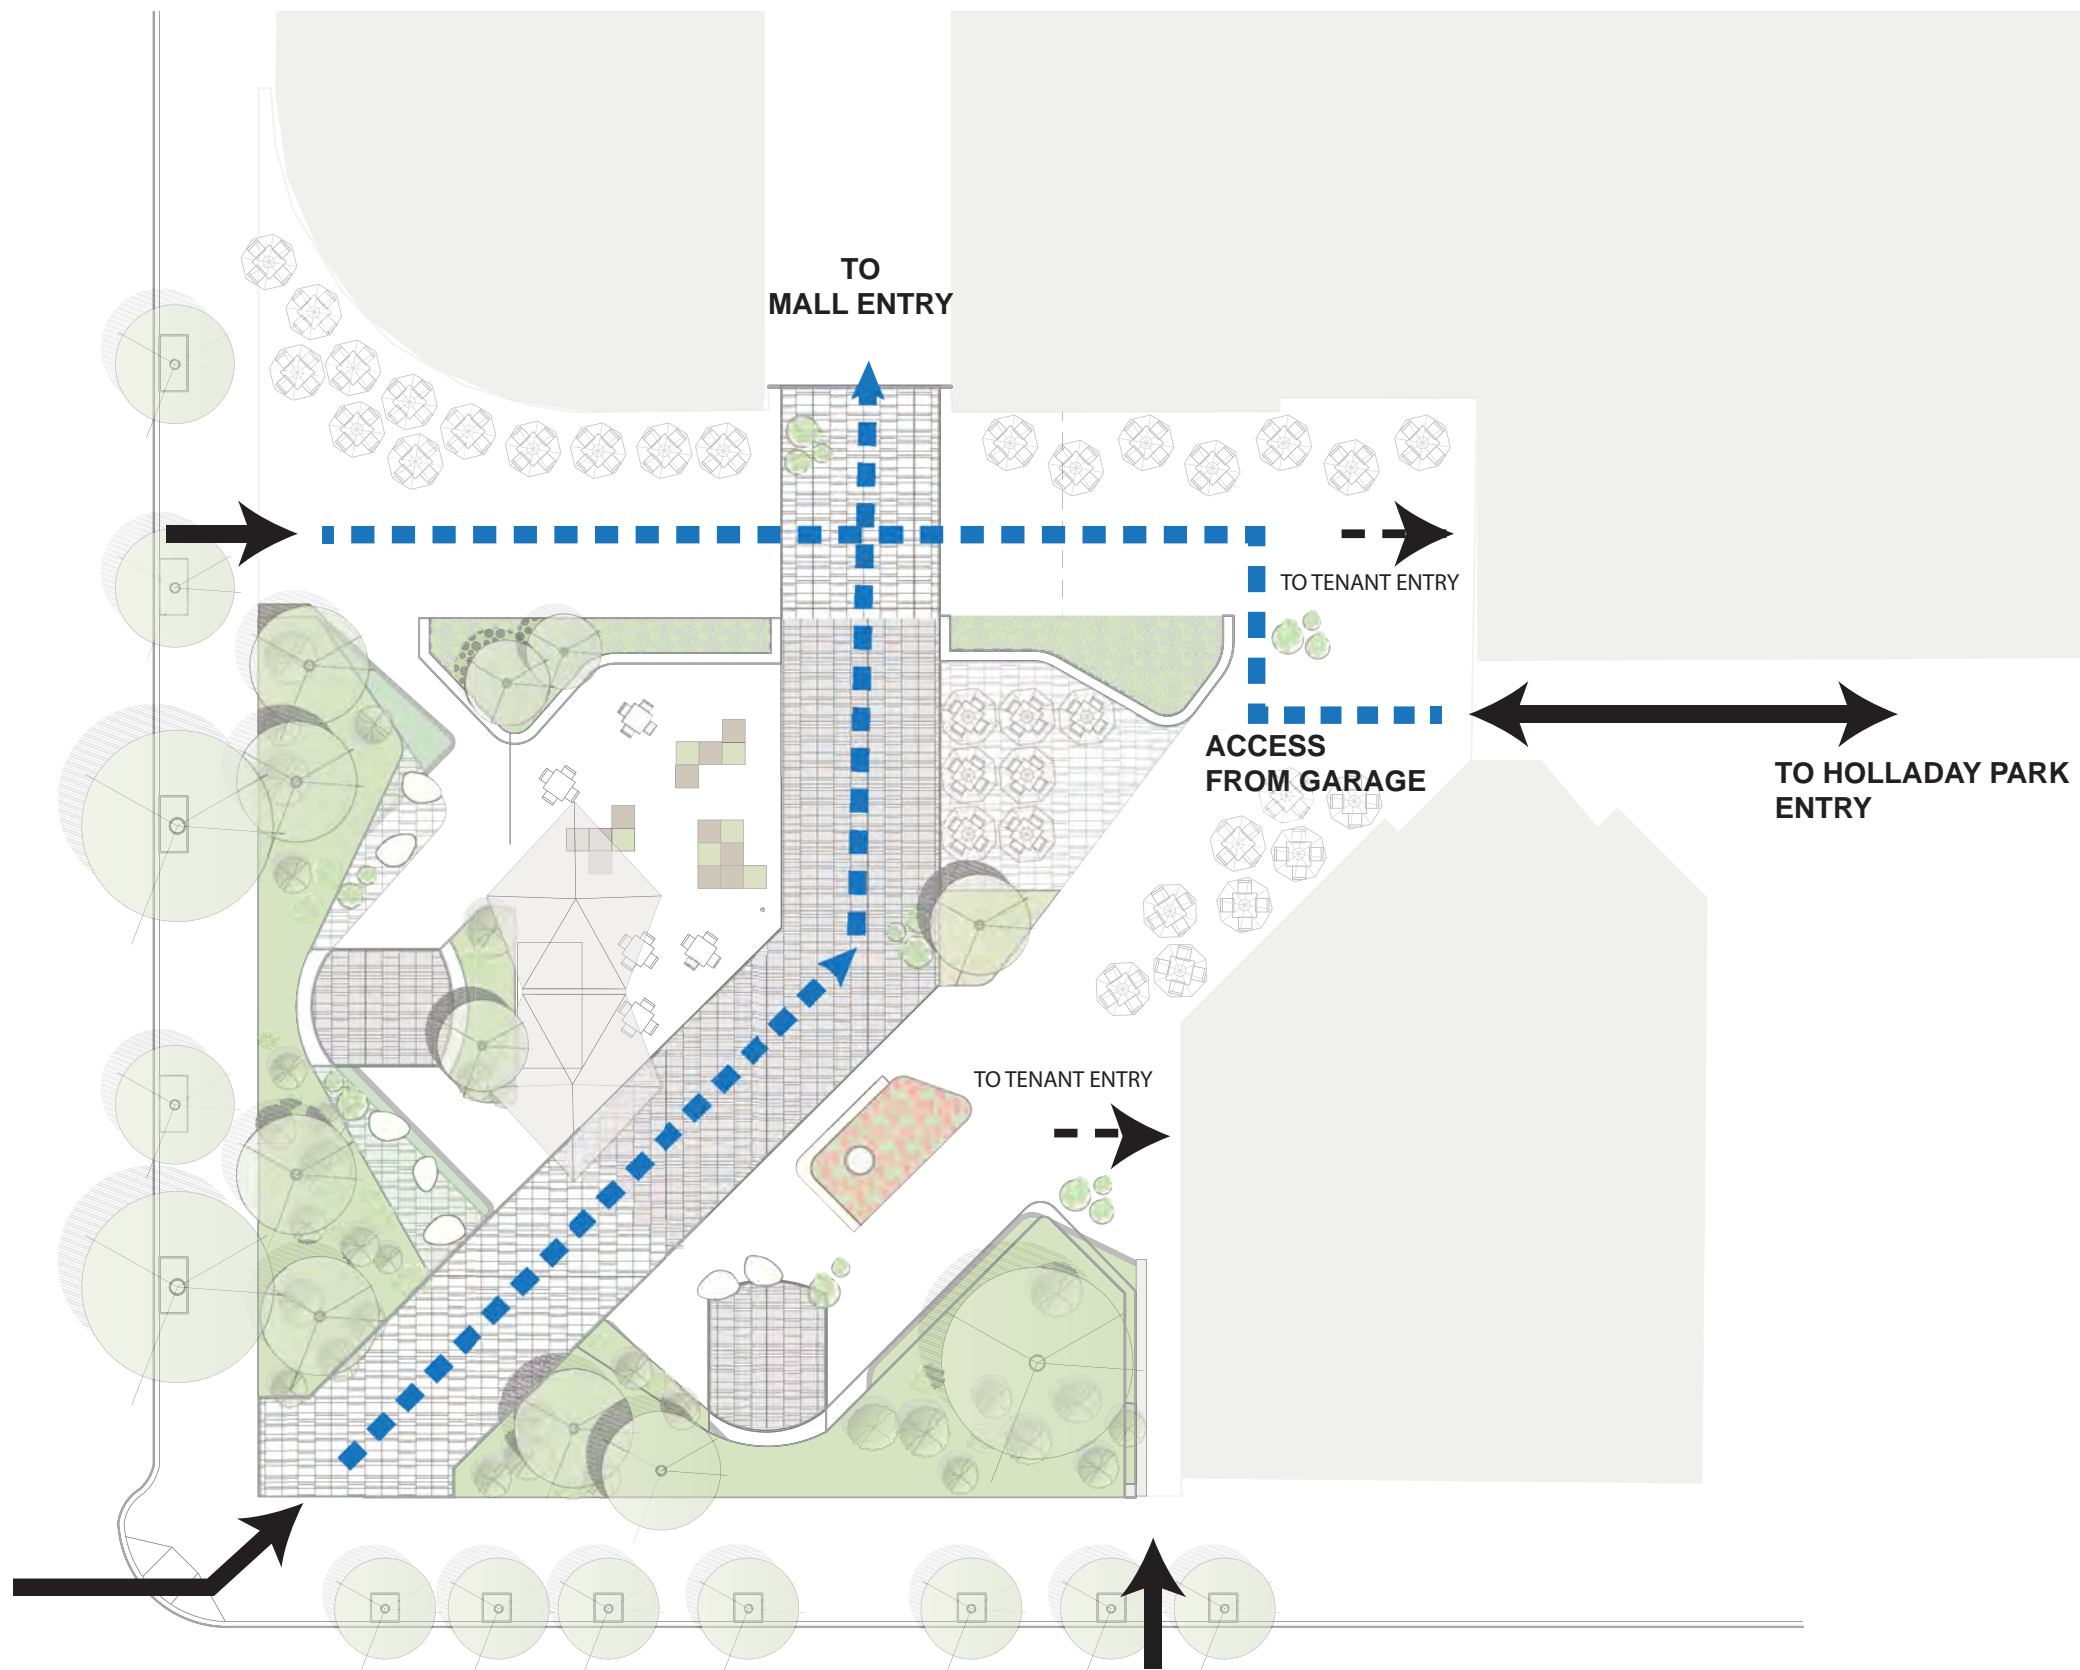 TO
MALL ENTRY
TO TENANT ENTRY
ACCESS
FROM GARAGE
TO HOLLADAY PARK
ENTRY
TO TENANT ENTRY